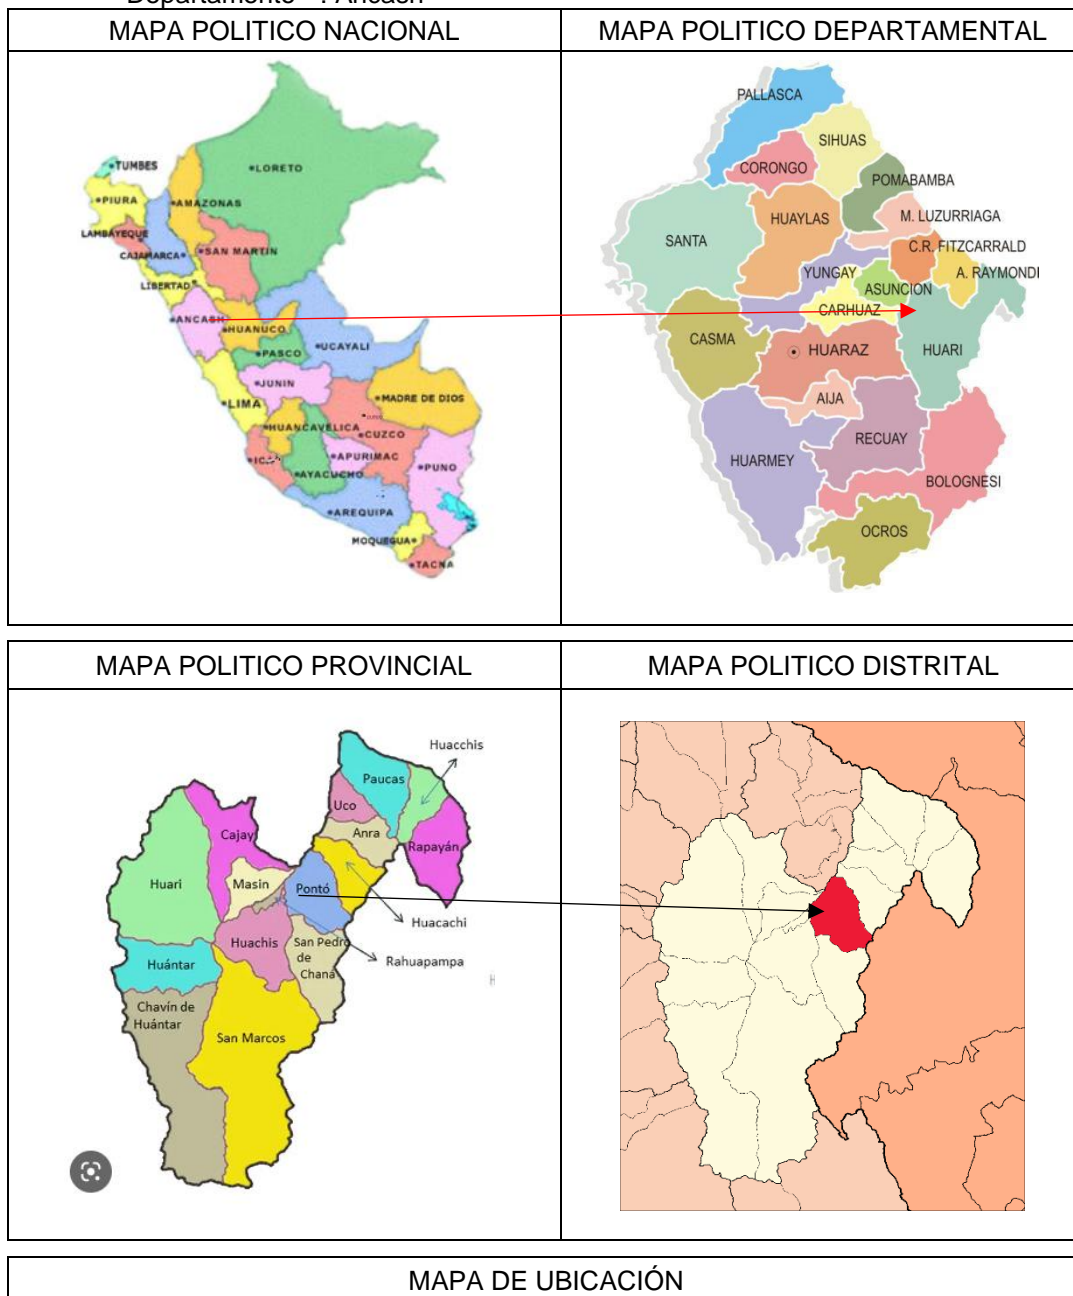 Departamento : Ancash
MAPA POLITICO NACIONAL
MAPA POLITICO DEPARTAMENTAL
TUMBES
LORETO
PIURA
AMAZONAS
LAMBAYEQUE
CAJAMARCA
SAN MARTIN
LIBERTAD
ANCASH
HUANUCO
UCAYALI
PASCO
JUNIN
LIMA
MADRE DE DIOS
HUANCAVELICA
CUZCO
ICA
APURIMAC
PUNO
AYACUCHO
AREQUIPA
MOQUEGUA
TACNA
PALLASCA
SIHUAS
CORONGO
POMABAMBA
HUAYLAS
M. LUZURRIAGA
SANTA
C.R. FITZCARRALD
YUNGAY
A. RAYMONDI
ASUNCION
CARHUAZ
CASMA
HUARAZ
HUARI
AIJA
RECUAY
HUARMEY
BOLOGNESI
OCROS
MAPA POLITICO PROVINCIAL
MAPA POLITICO DISTRITAL
Huacchis
Paucas
Uco
Anra
Cajay
Rapayán
Huari
Masin
Pontó
Huacachi
Huachis
San Pedro
de
Chaná
Rahuapampa
Huántar
Chavín de
Huántar
San Marcos
MAPA DE UBICACIÓN